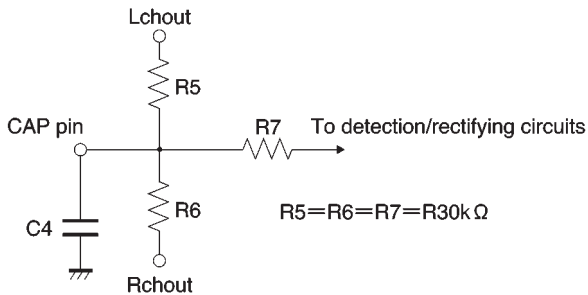 Lchout
R5
CAP pin
R7
To detection/rectifying circuits
R6
R5=R6=R7=R30kΩ
C4
Rchout